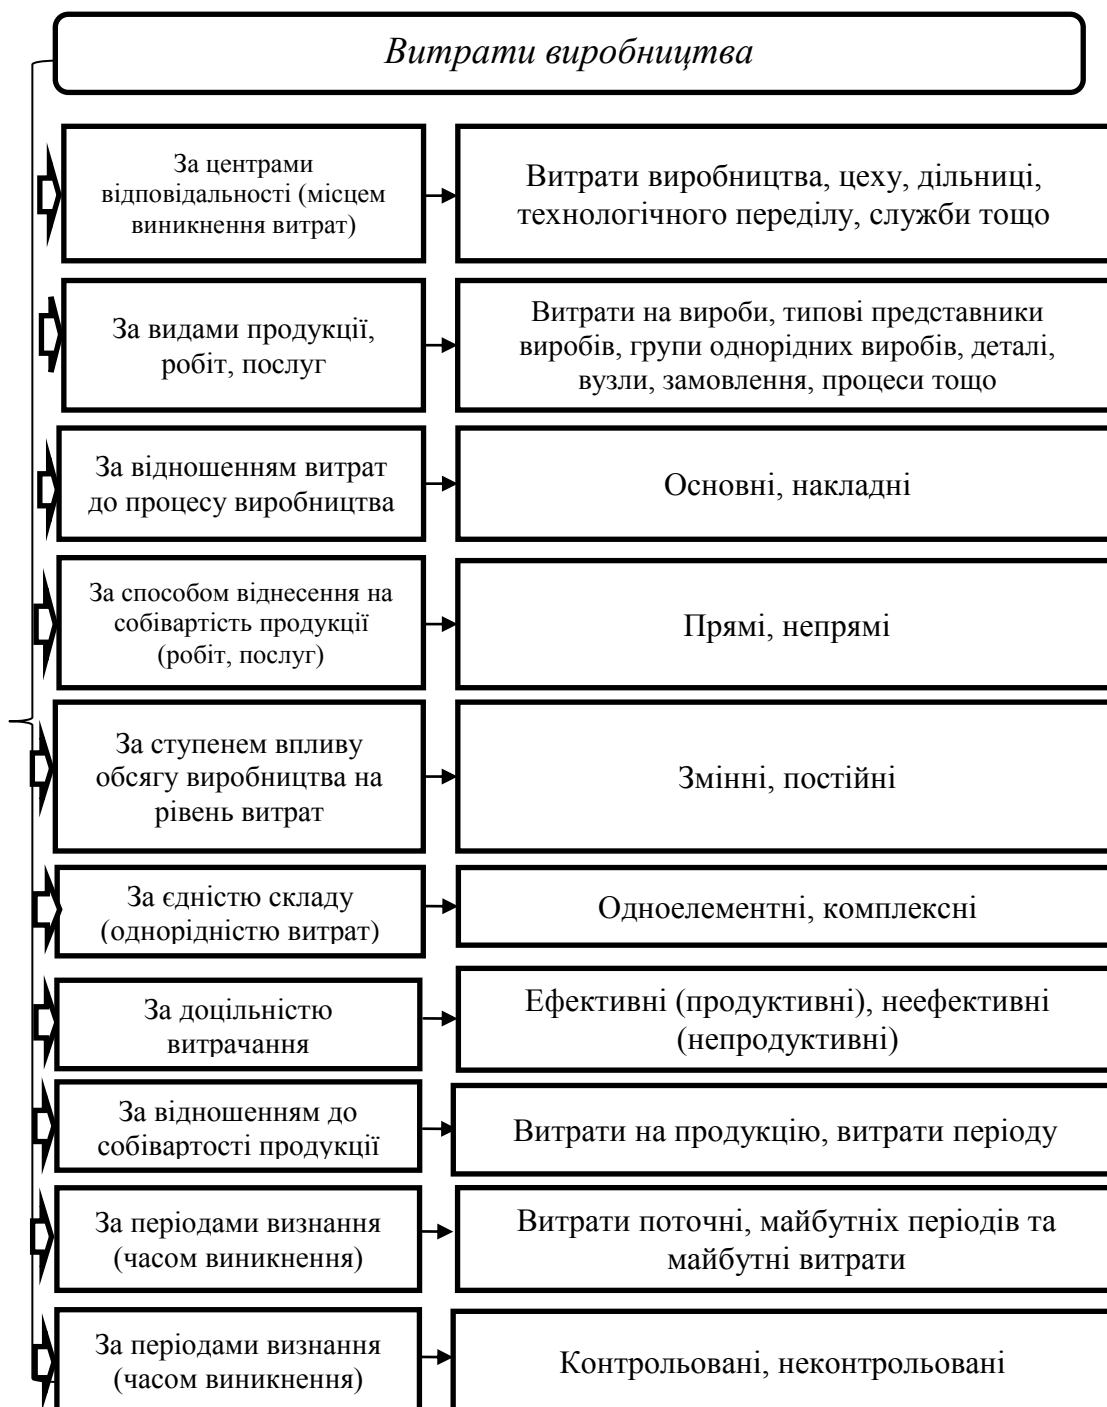 Витрати виробництва
За центрами
відповідальності (місцем
виникнення витрат)
Витрати виробництва, цеху, дільниці,
технологічного переділу, служби тощо
За видами продукції,
робіт, послуг
Витрати на вироби, типові представники
виробів, групи однорідних виробів, деталі,
вузли, замовлення, процеси тощо
За відношенням витрат
до процесу виробництва
Основні, накладні
За способом віднесення на
собівартість продукції
(робіт, послуг)
Прямі, непрямі
За ступенем впливу
обсягу виробництва на
рівень витрат
Змінні, постійні
За єдністю складу
(однорідністю витрат)
Одноелементні, комплексні
За доцільністю
витрачання
Ефективні (продуктивні), неефективні
(непродуктивні)
За відношенням до
собівартості продукції
Витрати на продукцію, витрати періоду
За періодами визнання
(часом виникнення)
Витрати поточні, майбутніх періодів та
майбутні витрати
За періодами визнання
(часом виникнення)
Контрольовані, неконтрольовані